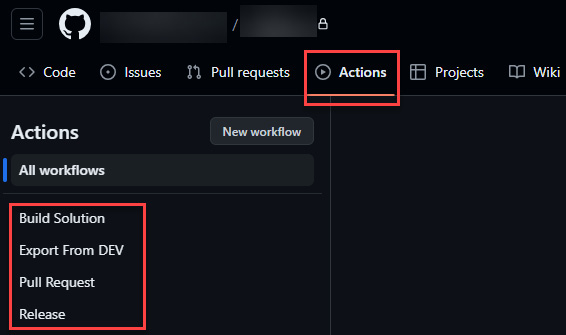 /
Code Issues Pull requests Actions Projects Wiki
Actions New workflow
All workflows
Build Solution
Export From DEV
Pull Request
Release